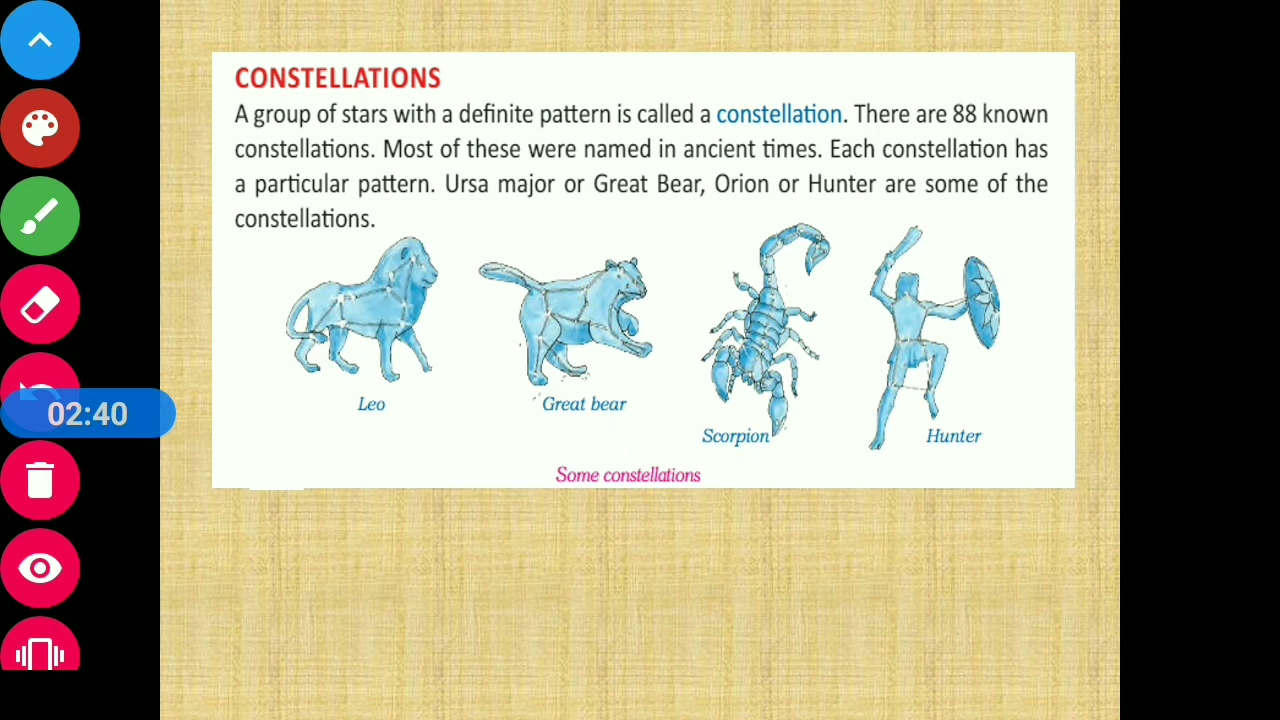 CONSTELLATIONS
A group of stars with a definite pattern is called a constellation. There are 88 known
constellations. Most of these were named in ancient times. Each constellation has
a particular pattern. Ursa major or Great Bear, Orion or Hunter are some of the
constellations.
Leo
Great bear
Scorpion
Hunter
Some constellations
02:40